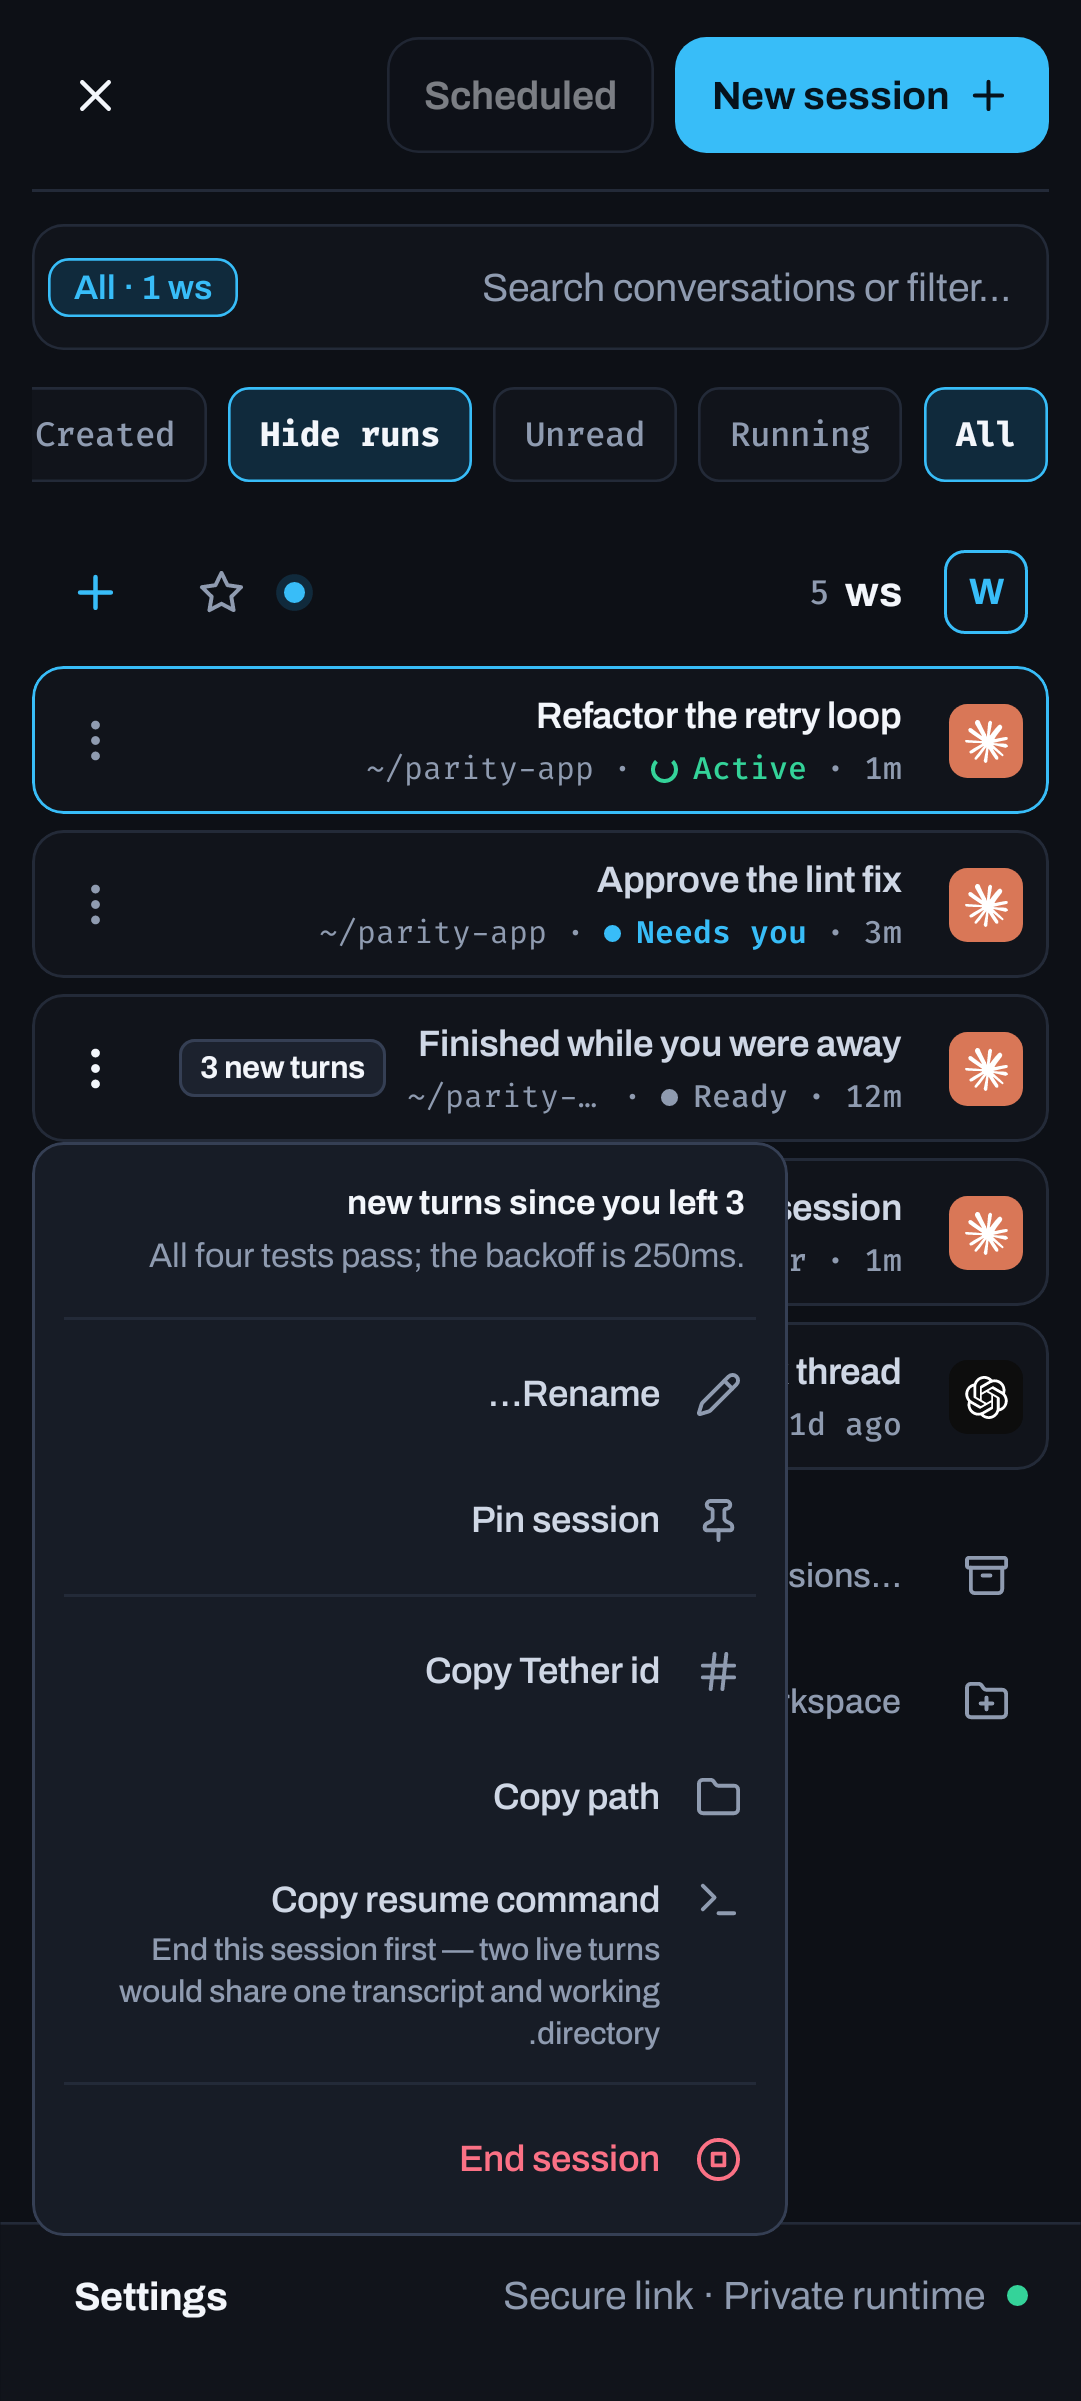 Scheduled
New session
All · 1 ws
Search conversations or filter...
Created
Hide runs
Unread
Running
All
5 ws
W
Refactor the retry loop
~/parity-app · Active · 1m
Approve the lint fix
~/parity-app · Needs you · 3m
3 new turns
Finished while you were away
~/parity-… · Ready · 12m
session
r · 1m
thread
1d ago
sions...
kspace
new turns since you left 3
All four tests pass; the backoff is 250ms.
...Rename
Pin session
Copy Tether id
Copy path
Copy resume command
End this session first — two live turns
would share one transcript and working
.directory
End session
Settings
Secure link · Private runtime